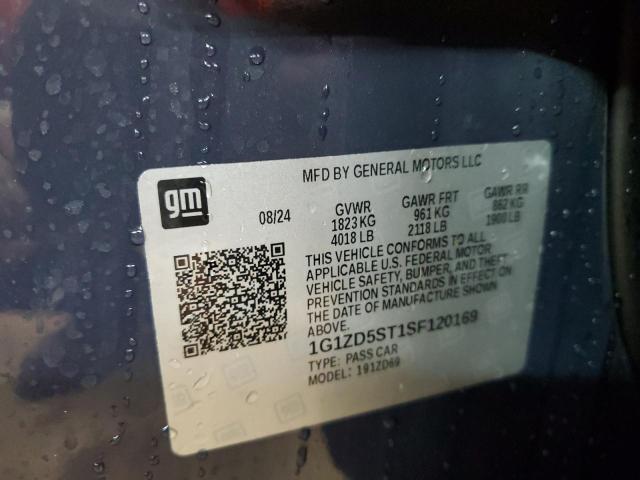 MFD BY GENERAL MOTORS LLC
gm
08/24
GVWR GAWR FRT GAWR RR
1823 KG 961 KG 862 KG
4018 LB 2118 LB 1900 LB
THIS VEHICLE CONFORMS TO ALL
APPLICABLE U.S. FEDERAL MOTOR
VEHICLE SAFETY, BUMPER, AND THEFT
PREVENTION STANDARDS IN EFFECT ON
THE DATE OF MANUFACTURE SHOWN
ABOVE.
1G1ZD5ST1SF120169
TYPE: PASS CAR
MODEL: 191ZD69